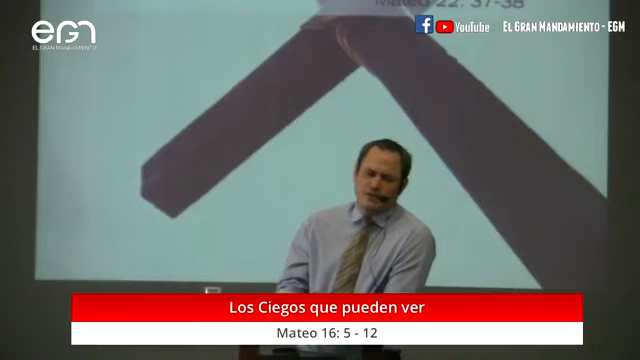 Mateo 22: 37-38
EGM
EL GRAN MANDAMIENTO
YouTube
EL GRAN MANDAMIENTO - EGM
Los Ciegos que pueden ver
Mateo 16: 5 - 12